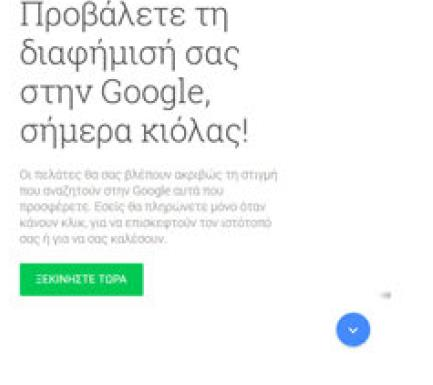 Προβάλετε τη
διαφήμισή σας
στην Google,
σήμερα κιόλας!
Οι πελάτες θα σας βλέπουν ακριβώς τη στιγμή
που αναζητούν στην Google αυτά που
προσφέρετε. Εσείς θα πληρώνετε μόνο όταν
κάνουν κλικ, για να επισκεφτούν τον ιστότοπό
σας ή για να σας καλέσουν.
ΞΕΚΙΝΗΣΤΕ ΤΩΡΑ